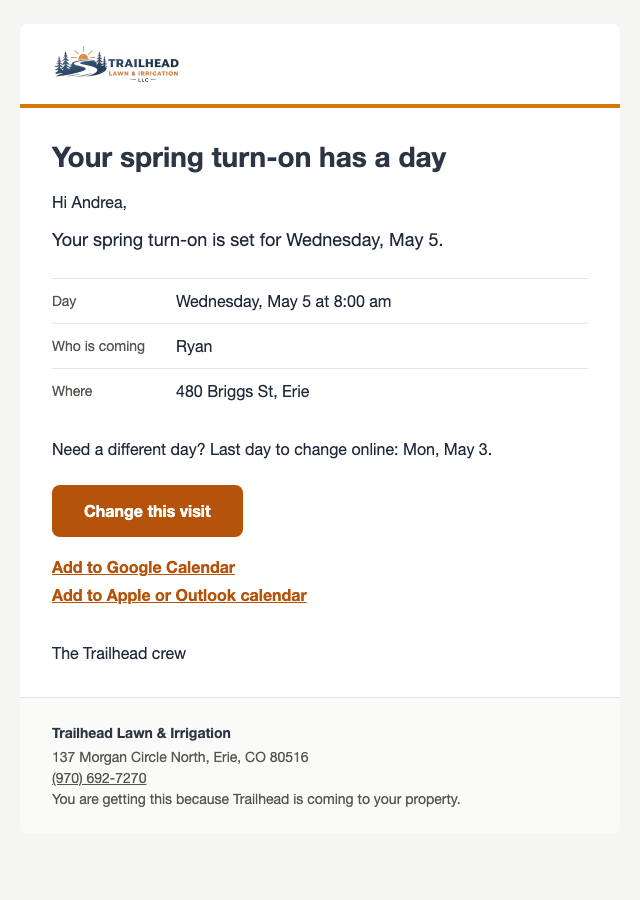 TRAILHEAD
LAWN & IRRIGATION
LLC
Your spring turn-on has a day
Hi Andrea,
Your spring turn-on is set for Wednesday, May 5.
Day Wednesday, May 5 at 8:00 am
Who is coming Ryan
Where 480 Briggs St, Erie
Need a different day? Last day to change online: Mon, May 3.
Change this visit
Add to Google Calendar
Add to Apple or Outlook calendar
The Trailhead crew
Trailhead Lawn & Irrigation
137 Morgan Circle North, Erie, CO 80516
(970) 692-7270
You are getting this because Trailhead is coming to your property.